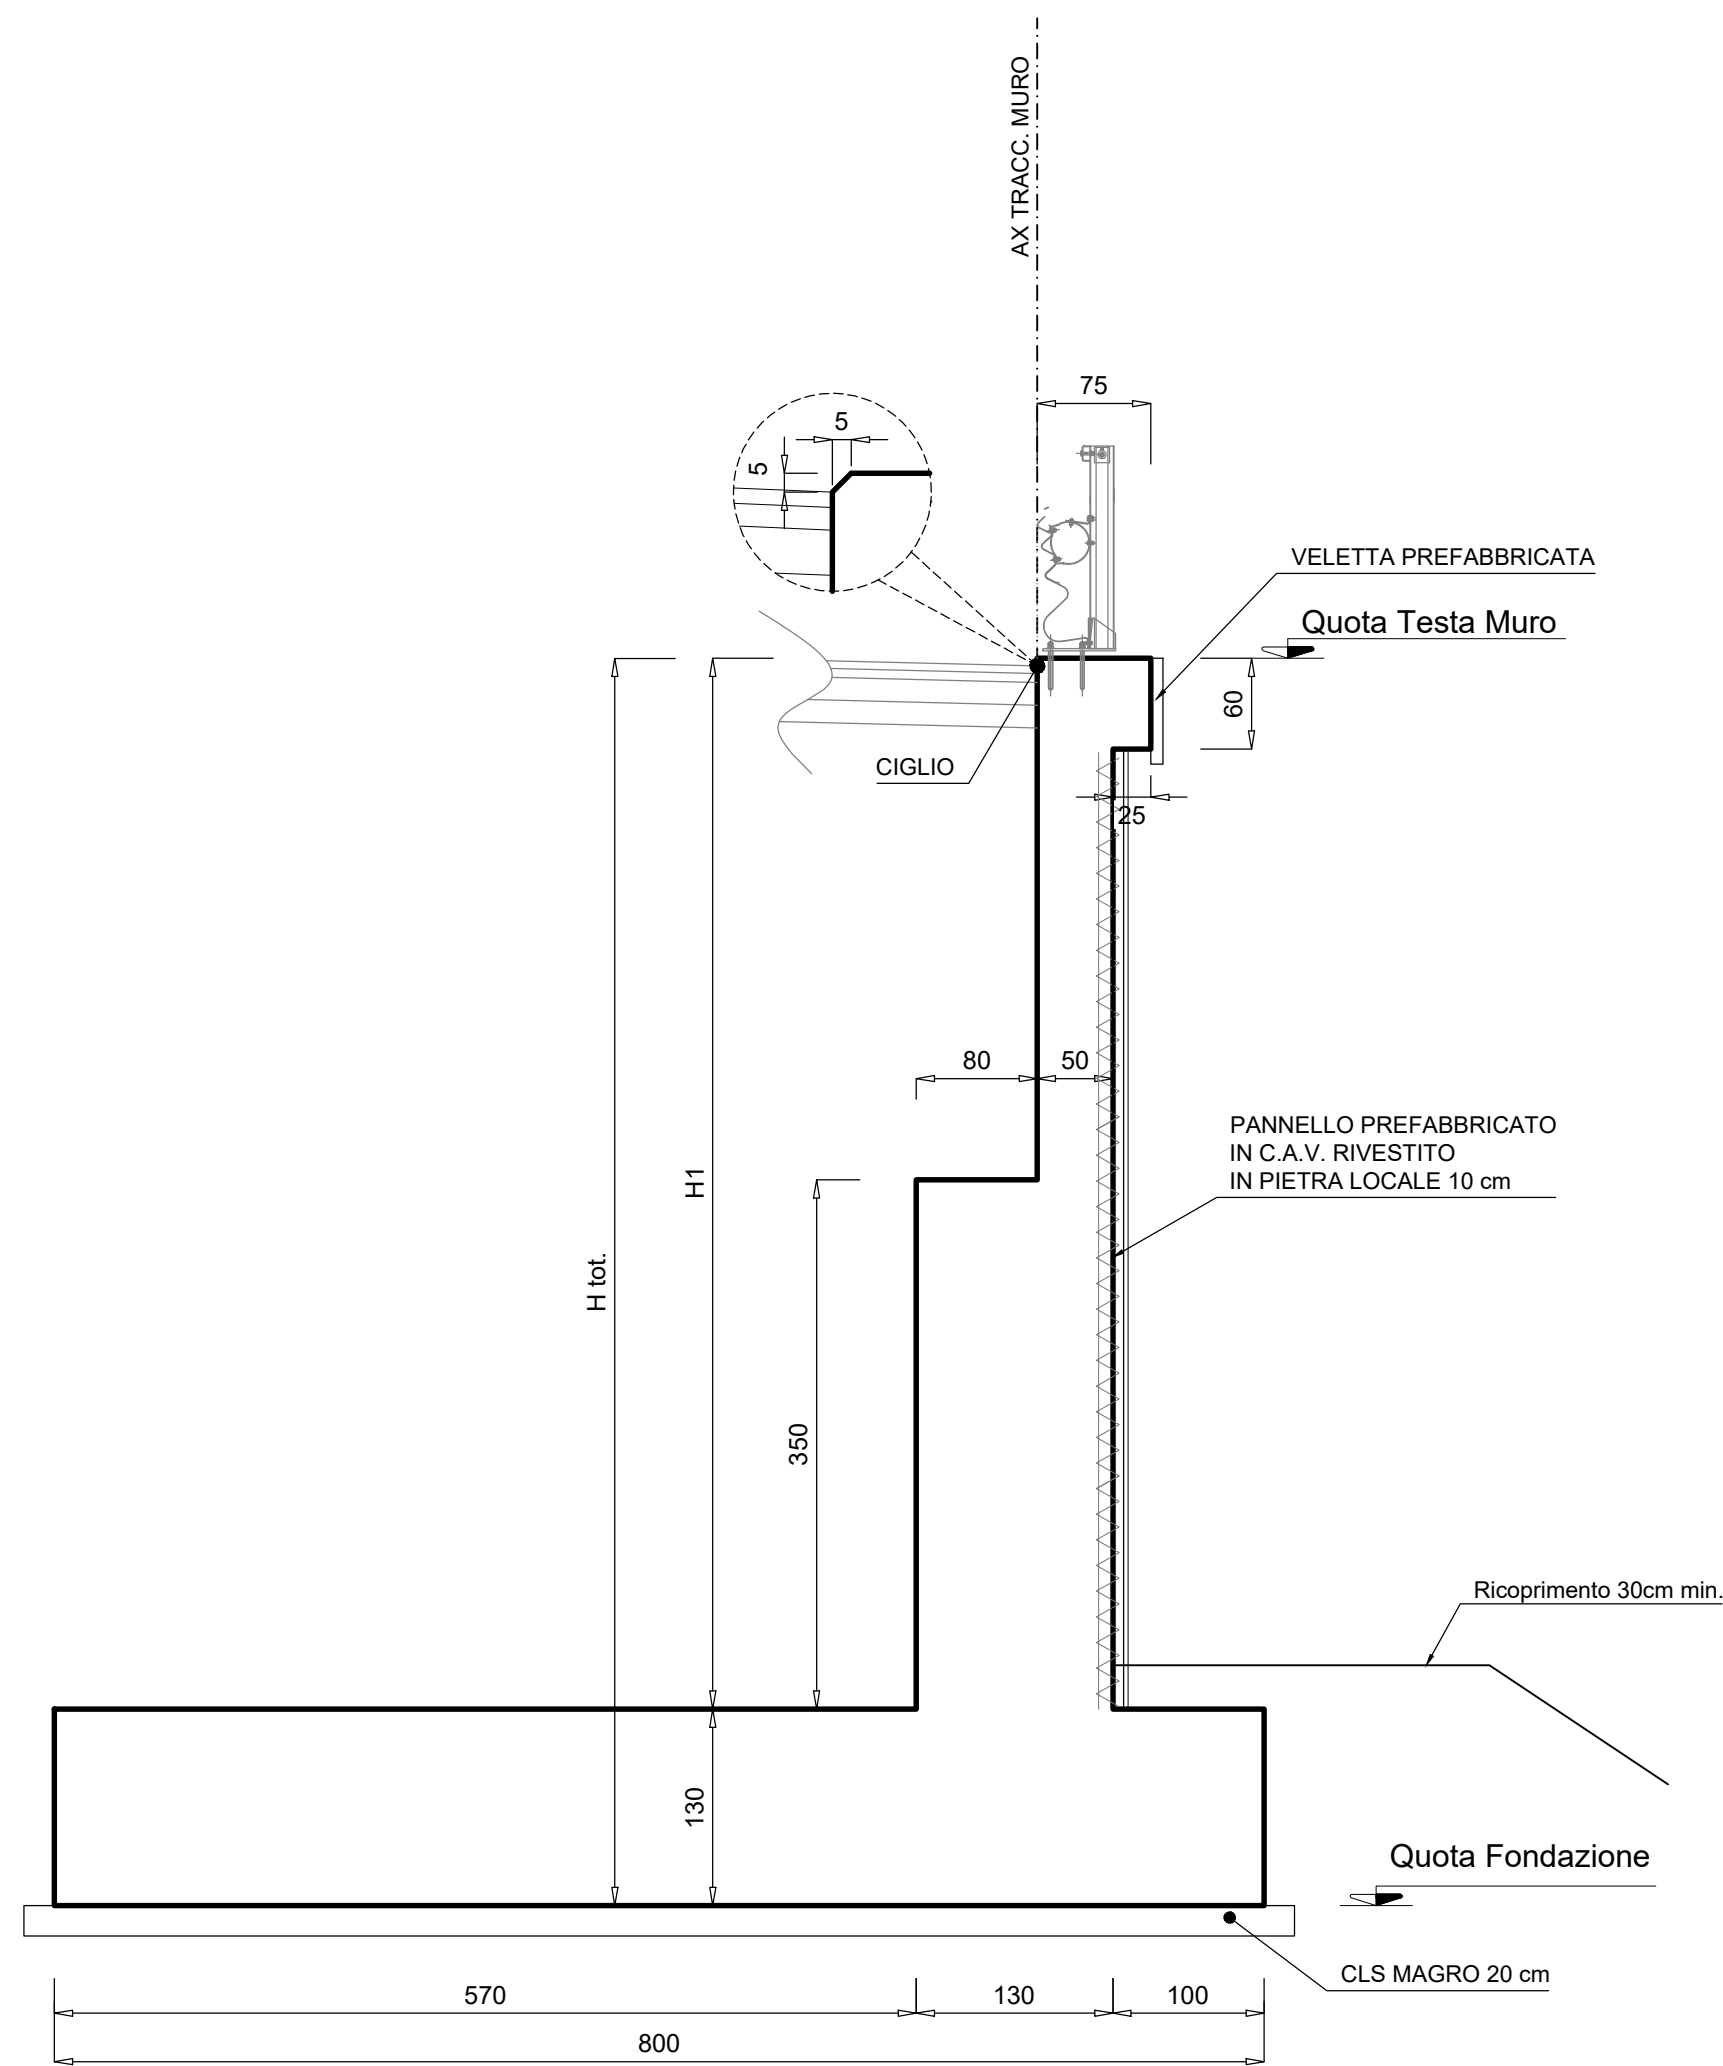 AX TRACC. MURO
75
5
5
VELETTA PREFABBRICATA
Quota Testa Muro
60
CIGLIO
25
80
50
PANNELLO PREFABBRICATO
IN C.A.V. RIVESTITO
IN PIETRA LOCALE 10 cm
H1
H tot.
350
Ricoprimento 30cm min.
130
Quota Fondazione
CLS MAGRO 20 cm
570
130
100
800